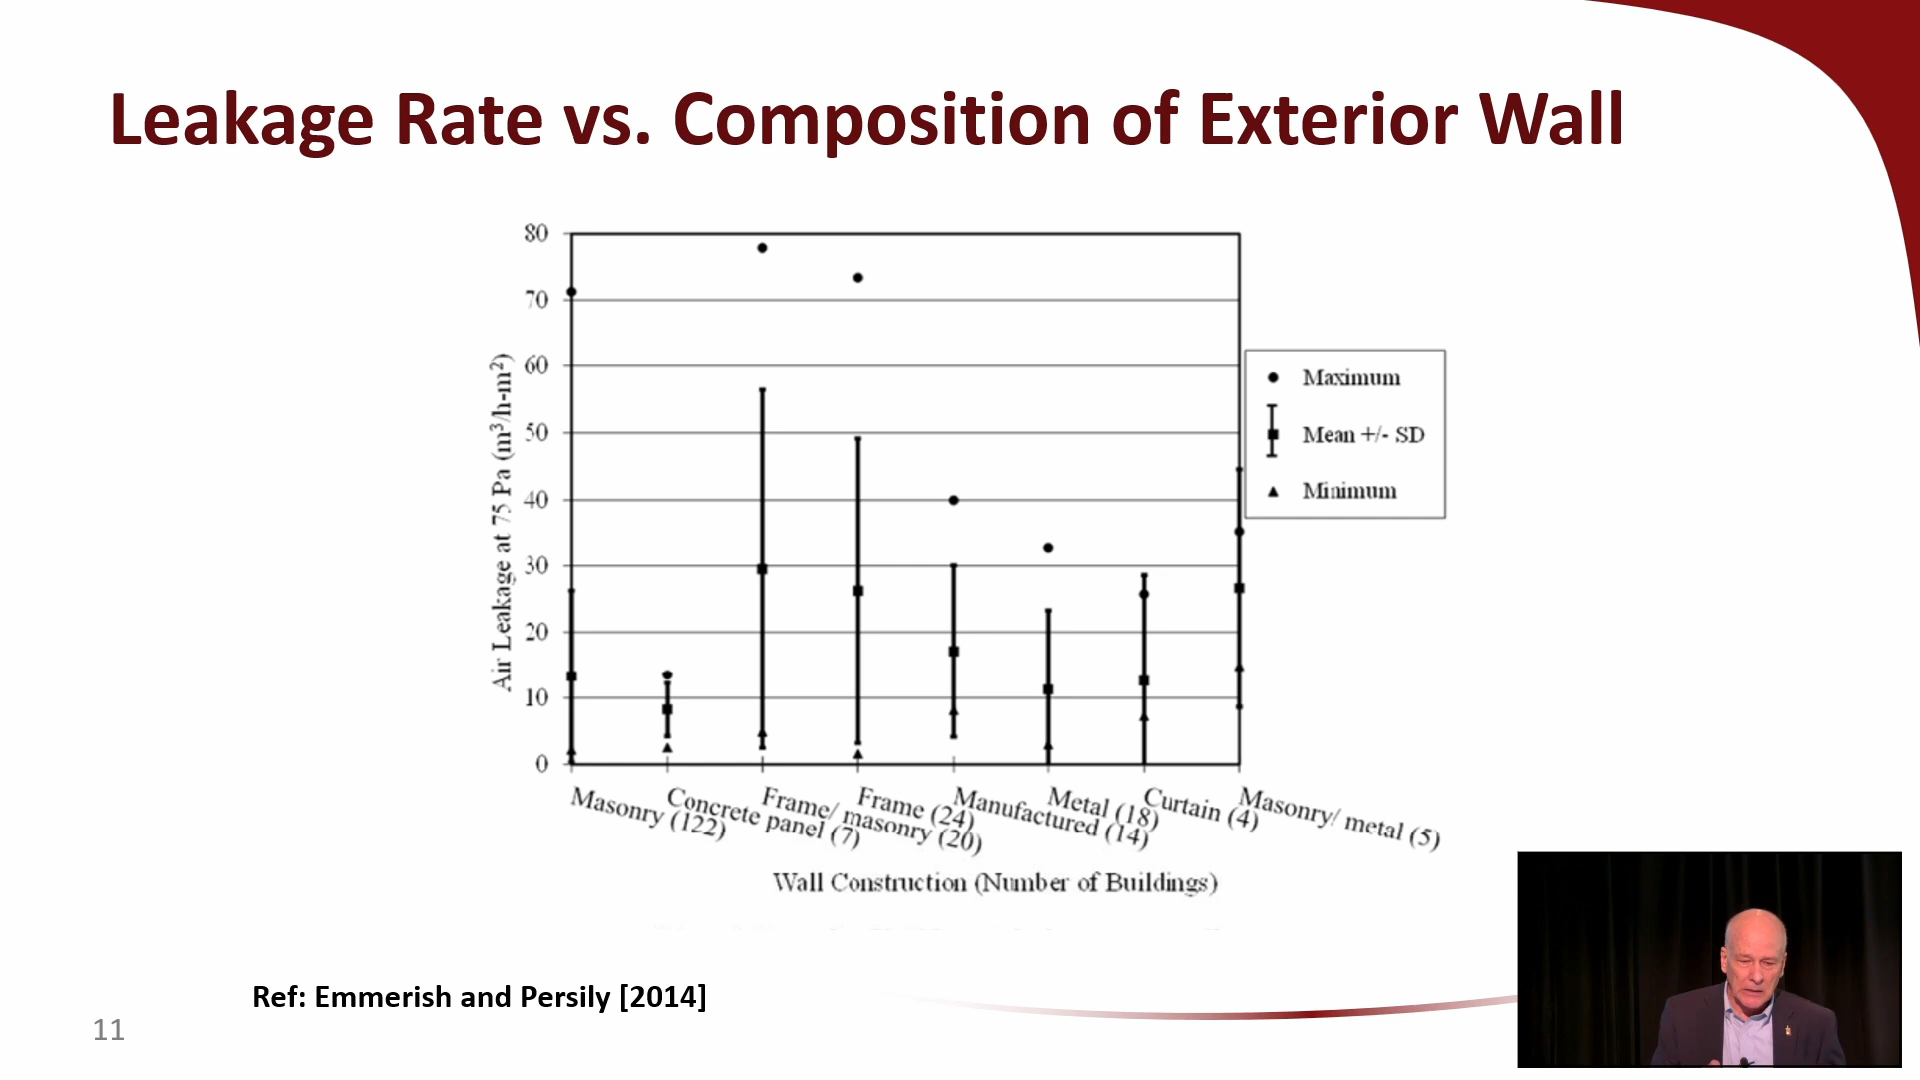 Leakage Rate vs. Composition of Exterior Wall
80
70
60
50
40
30
20
10
0
Air Leakage at 75 Pa (m³/h-m²)
Maximum
Mean +/- SD
Minimum
Masonry (122)
Concrete panel (7)
Frame/ masonry (20)
Frame (24)
Manufactured (14)
Metal (18)
Curtain (4)
Masonry/ metal (5)
Wall Construction (Number of Buildings)
Ref: Emmerish and Persily [2014]
11